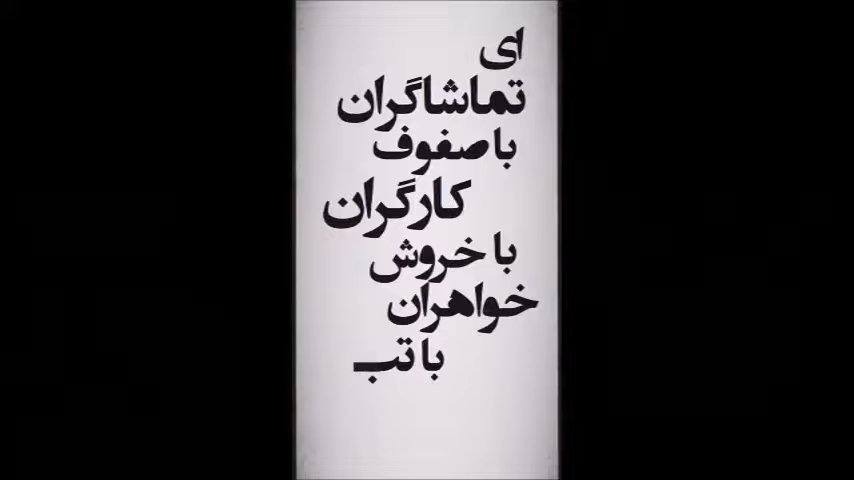 ای
تماشاگران
با صفوف
کارگران
با خروش
خواهران
با تب